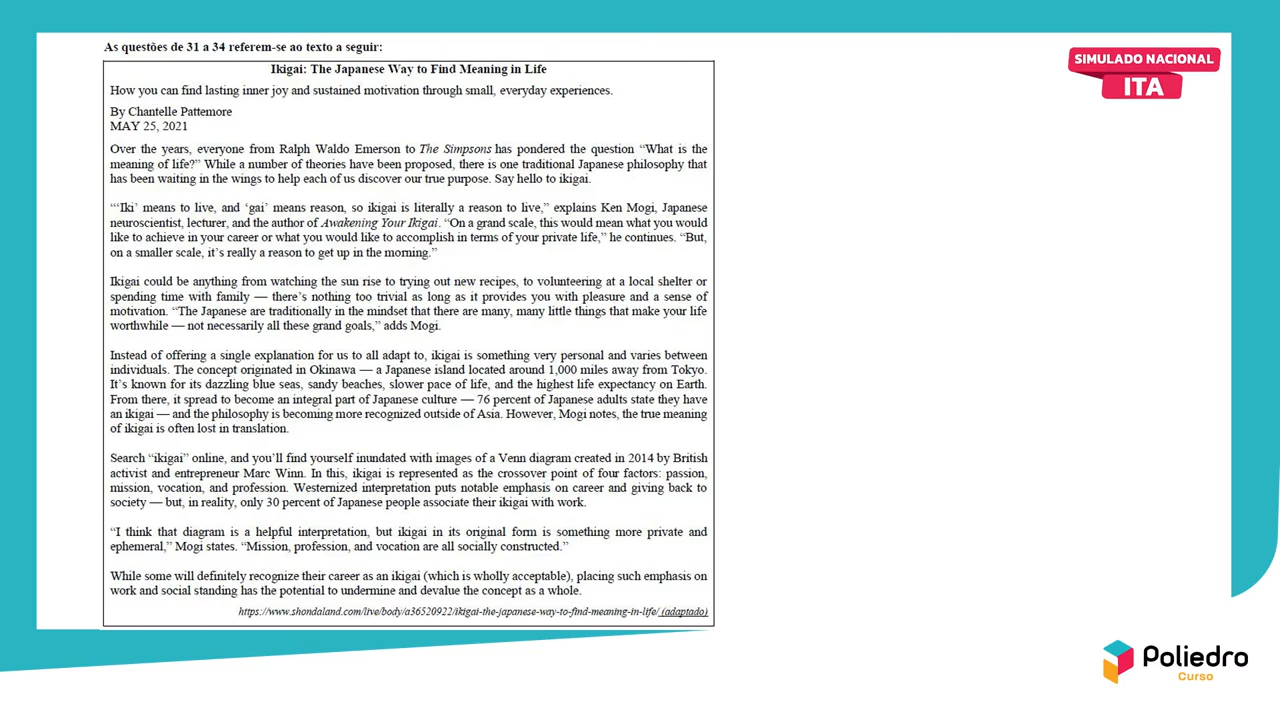 As questões de 31 a 34 referem-se ao texto a seguir:
Ikigai: The Japanese Way to Find Meaning in Life
How you can find lasting inner joy and sustained motivation through small, everyday experiences.
By Chantelle Pattemore
MAY 25, 2021
Over the years, everyone from Ralph Waldo Emerson to The Simpsons has pondered the question “What is the
meaning of life?” While a number of theories have been proposed, there is one traditional Japanese philosophy that
has been waiting in the wings to help each of us discover our true purpose. Say hello to ikigai.
“‘Iki’ means to live, and ‘gai’ means reason, so ikigai is literally a reason to live,” explains Ken Mogi, Japanese
neuroscientist, lecturer, and the author of Awakening Your Ikigai. “On a grand scale, this would mean what you would
like to achieve in your career or what you would like to accomplish in terms of your private life,” he continues. “But,
on a smaller scale, it’s really a reason to get up in the morning.”
Ikigai could be anything from watching the sun rise to trying out new recipes, to volunteering at a local shelter or
spending time with family — there’s nothing too trivial as long as it provides you with pleasure and a sense of
motivation. “The Japanese are traditionally in the mindset that there are many, many little things that make your life
worthwhile — not necessarily all these grand goals,” adds Mogi.
Instead of offering a single explanation for us to all adapt to, ikigai is something very personal and varies between
individuals. The concept originated in Okinawa — a Japanese island located around 1,000 miles away from Tokyo.
It’s known for its dazzling blue seas, sandy beaches, slower pace of life, and the highest life expectancy on Earth.
From there, it spread to become an integral part of Japanese culture — 76 percent of Japanese adults state they have
an ikigai — and the philosophy is becoming more recognized outside of Asia. However, Mogi notes, the true meaning
of ikigai is often lost in translation.
Search “ikigai” online, and you’ll find yourself inundated with images of a Venn diagram created in 2014 by British
activist and entrepreneur Marc Winn. In this, ikigai is represented as the crossover point of four factors: passion,
mission, vocation, and profession. Westernized interpretation puts notable emphasis on career and giving back to
society — but, in reality, only 30 percent of Japanese people associate their ikigai with work.
“I think that diagram is a helpful interpretation, but ikigai in its original form is something more private and
ephemeral,” Mogi states. “Mission, profession, and vocation are all socially constructed.”
While some will definitely recognize their career as an ikigai (which is wholly acceptable), placing such emphasis on
work and social standing has the potential to undermine and devalue the concept as a whole.
https://www.shondaland.com/live/body/a36520922/ikigai-the-japanese-way-to-find-meaning-in-life/ (adaptado)
SIMULADO NACIONAL
ITA
Poliedro
Curso